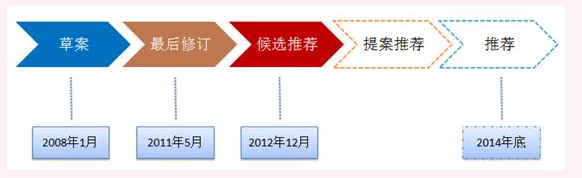 草案
最后修订
候选推荐
提案推荐
推荐
2008年1月
2011年5月
2012年12月
2014年底